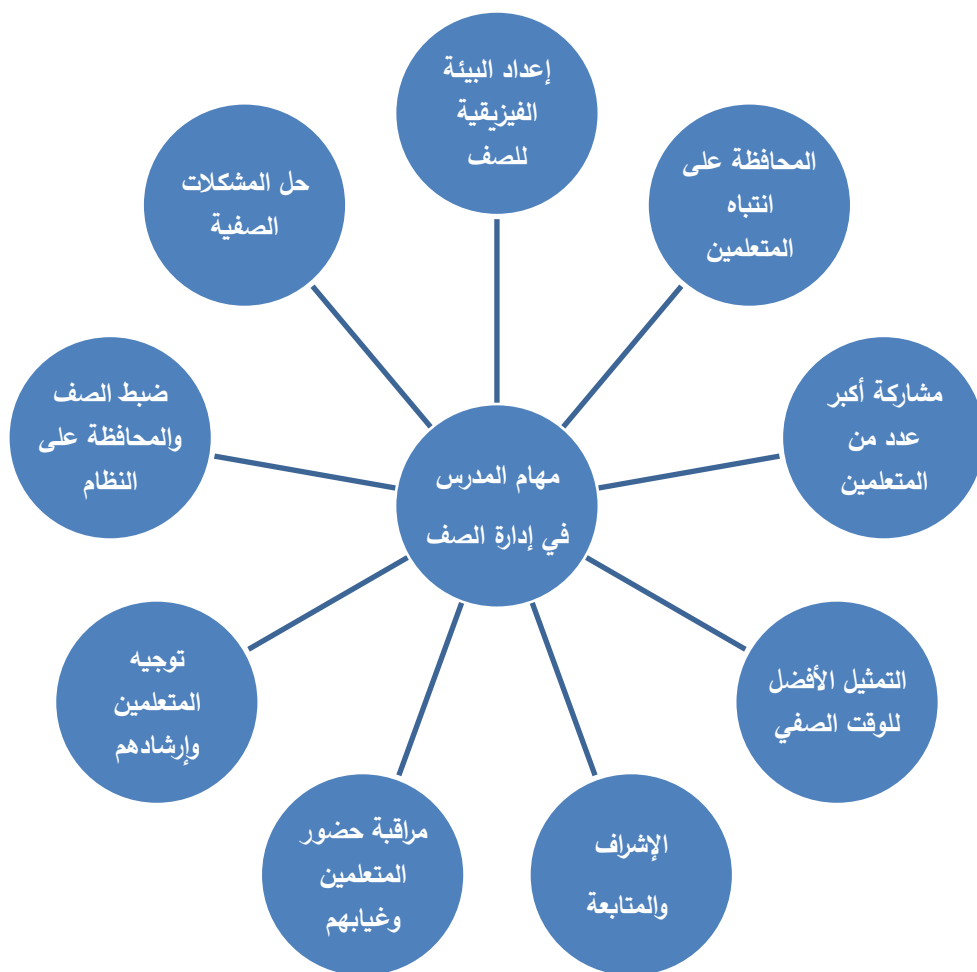 إعداد البيئة
الفيزيقية
للصف
المحافظة على
انتباه
المتعلمين
مشاركة أكبر
عدد من
المتعلمين
التمثيل الأفضل
للوقت الصفي
الإشراف
والمتابعة
مراقبة حضور
المتعلمين
وغيابهم
توجيه
المتعلمين
وإرشادهم
ضبط الصف
والمحافظة على
النظام
حل المشكلات
الصفية
مهام المدرس
في إدارة الصف